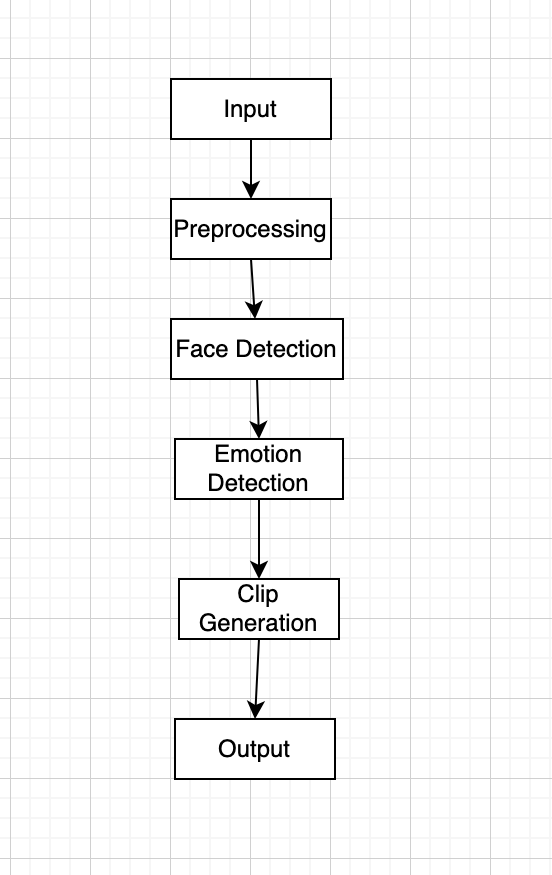 Input
Preprocessing
Face Detection
Emotion
Detection
Clip
Generation
Output